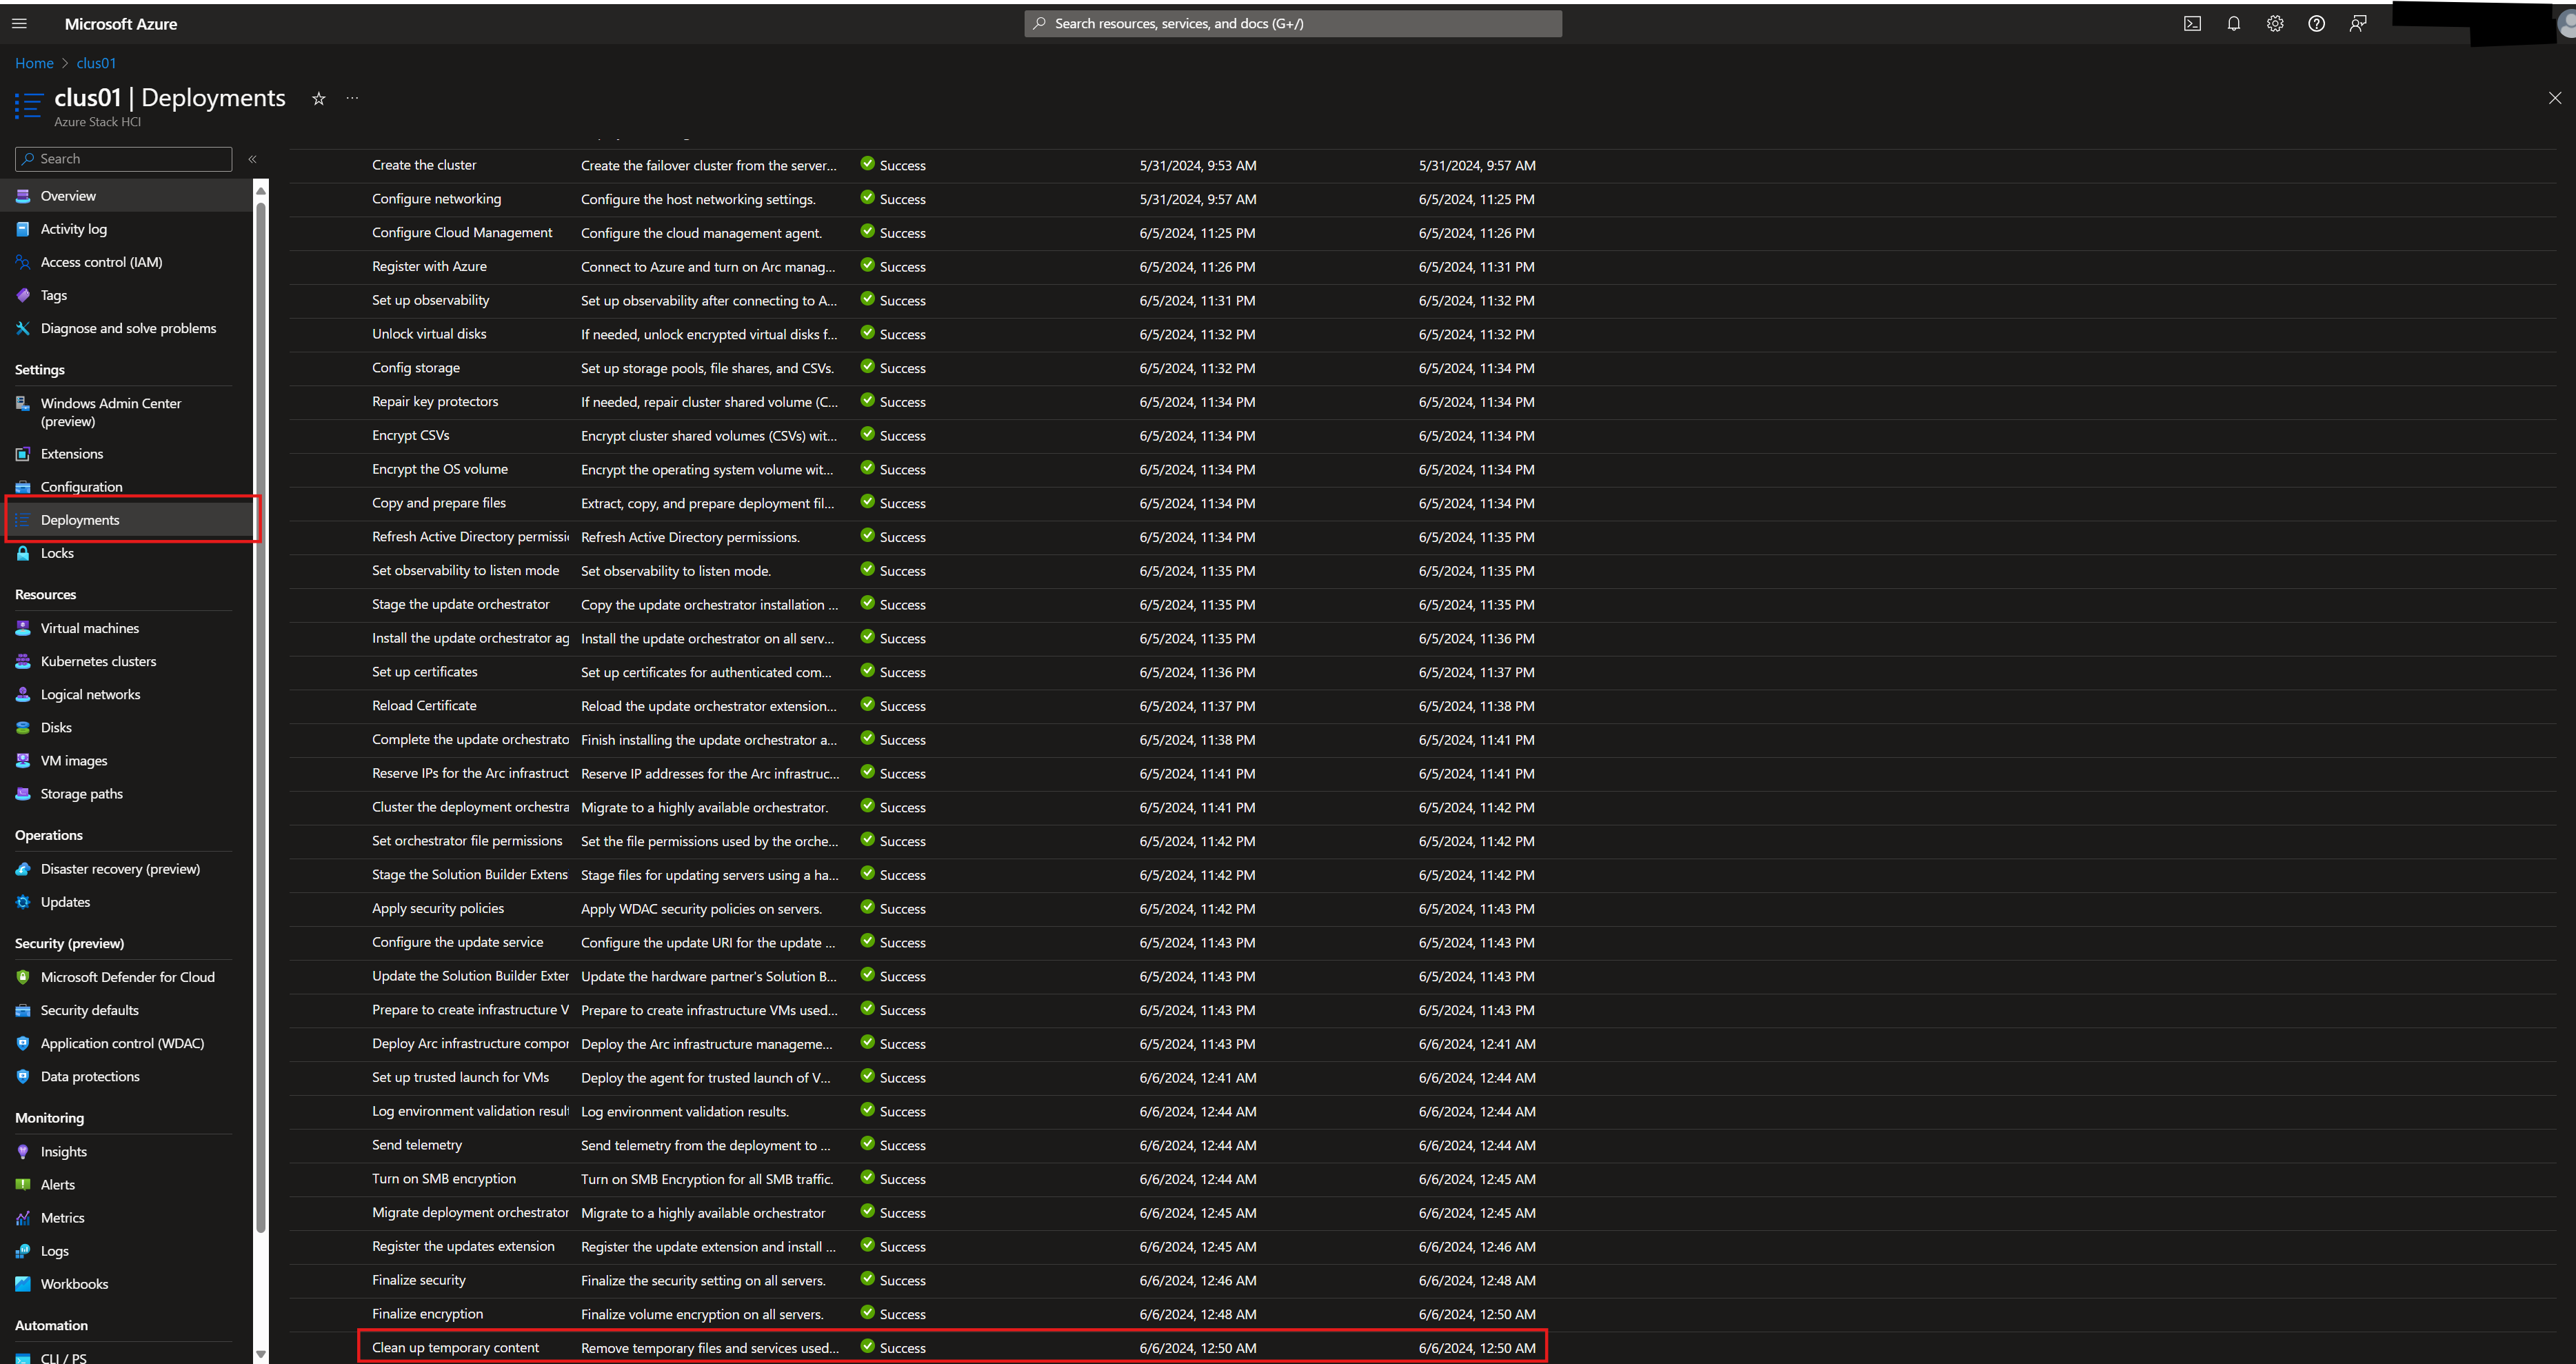 Microsoft Azure
Search resources, services, and docs (G+/)
Home > clus01
clus01 | Deployments
Azure Stack HCI
Search
Overview
Activity log
Access control (IAM)
Tags
Diagnose and solve problems
Settings
Windows Admin Center
(preview)
Extensions
Configuration
Deployments
Locks
Resources
Virtual machines
Kubernetes clusters
Logical networks
Disks
VM images
Storage paths
Operations
Disaster recovery (preview)
Updates
Security (preview)
Microsoft Defender for Cloud
Security defaults
Application control (WDAC)
Data protections
Monitoring
Insights
Alerts
Metrics
Logs
Workbooks
Automation
CLI / PS
Create the cluster Create the failover cluster from the server... Success 5/31/2024, 9:53 AM 5/31/2024, 9:57 AM
Configure networking Configure the host networking settings. Success 5/31/2024, 9:57 AM 6/5/2024, 11:25 PM
Configure Cloud Management Configure the cloud management agent. Success 6/5/2024, 11:25 PM 6/5/2024, 11:26 PM
Register with Azure Connect to Azure and turn on Arc manag... Success 6/5/2024, 11:26 PM 6/5/2024, 11:31 PM
Set up observability Set up observability after connecting to A... Success 6/5/2024, 11:31 PM 6/5/2024, 11:32 PM
Unlock virtual disks If needed, unlock encrypted virtual disks f... Success 6/5/2024, 11:32 PM 6/5/2024, 11:32 PM
Config storage Set up storage pools, file shares, and CSVs. Success 6/5/2024, 11:32 PM 6/5/2024, 11:34 PM
Repair key protectors If needed, repair cluster shared volume (C... Success 6/5/2024, 11:34 PM 6/5/2024, 11:34 PM
Encrypt CSVs Encrypt cluster shared volumes (CSVs) wit... Success 6/5/2024, 11:34 PM 6/5/2024, 11:34 PM
Encrypt the OS volume Encrypt the operating system volume wit... Success 6/5/2024, 11:34 PM 6/5/2024, 11:34 PM
Copy and prepare files Extract, copy, and prepare deployment fil... Success 6/5/2024, 11:34 PM 6/5/2024, 11:34 PM
Refresh Active Directory permissi Refresh Active Directory permissions. Success 6/5/2024, 11:34 PM 6/5/2024, 11:35 PM
Set observability to listen mode Set observability to listen mode. Success 6/5/2024, 11:35 PM 6/5/2024, 11:35 PM
Stage the update orchestrator Copy the update orchestrator installation ... Success 6/5/2024, 11:35 PM 6/5/2024, 11:35 PM
Install the update orchestrator ag Install the update orchestrator on all serv... Success 6/5/2024, 11:35 PM 6/5/2024, 11:36 PM
Set up certificates Set up certificates for authenticated com... Success 6/5/2024, 11:36 PM 6/5/2024, 11:37 PM
Reload Certificate Reload the update orchestrator extension... Success 6/5/2024, 11:37 PM 6/5/2024, 11:38 PM
Complete the update orchestrato Finish installing the update orchestrator a... Success 6/5/2024, 11:38 PM 6/5/2024, 11:41 PM
Reserve IPs for the Arc infrastruct Reserve IP addresses for the Arc infrastruc... Success 6/5/2024, 11:41 PM 6/5/2024, 11:41 PM
Cluster the deployment orchestra Migrate to a highly available orchestrator. Success 6/5/2024, 11:41 PM 6/5/2024, 11:42 PM
Set orchestrator file permissions Set the file permissions used by the orche... Success 6/5/2024, 11:42 PM 6/5/2024, 11:42 PM
Stage the Solution Builder Extens Stage files for updating servers using a ha... Success 6/5/2024, 11:42 PM 6/5/2024, 11:42 PM
Apply security policies Apply WDAC security policies on servers. Success 6/5/2024, 11:42 PM 6/5/2024, 11:43 PM
Configure the update service Configure the update URI for the update ... Success 6/5/2024, 11:43 PM 6/5/2024, 11:43 PM
Update the Solution Builder Exter Update the hardware partner's Solution B... Success 6/5/2024, 11:43 PM 6/5/2024, 11:43 PM
Prepare to create infrastructure V Prepare to create infrastructure VMs used... Success 6/5/2024, 11:43 PM 6/5/2024, 11:43 PM
Deploy Arc infrastructure compor Deploy the Arc infrastructure manageme... Success 6/5/2024, 11:43 PM 6/6/2024, 12:41 AM
Set up trusted launch for VMs Deploy the agent for trusted launch of V... Success 6/6/2024, 12:41 AM 6/6/2024, 12:44 AM
Log environment validation result Log environment validation results. Success 6/6/2024, 12:44 AM 6/6/2024, 12:44 AM
Send telemetry Send telemetry from the deployment to ... Success 6/6/2024, 12:44 AM 6/6/2024, 12:44 AM
Turn on SMB encryption Turn on SMB Encryption for all SMB traffic. Success 6/6/2024, 12:44 AM 6/6/2024, 12:45 AM
Migrate deployment orchestrator Migrate to a highly available orchestrator Success 6/6/2024, 12:45 AM 6/6/2024, 12:45 AM
Register the updates extension Register the update extension and install ... Success 6/6/2024, 12:45 AM 6/6/2024, 12:46 AM
Finalize security Finalize the security setting on all servers. Success 6/6/2024, 12:46 AM 6/6/2024, 12:48 AM
Finalize encryption Finalize volume encryption on all servers. Success 6/6/2024, 12:48 AM 6/6/2024, 12:50 AM
Clean up temporary content Remove temporary files and services used... Success 6/6/2024, 12:50 AM 6/6/2024, 12:50 AM